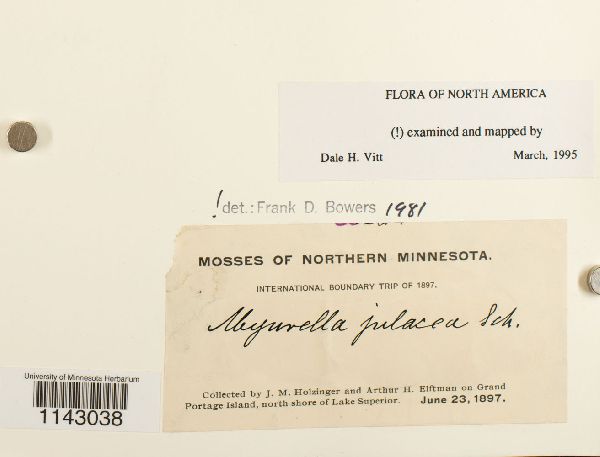 FLORA OF NORTH AMERICA
(!) examined and mapped by
Dale H. Vitt March, 1995
! det.: Frank D. Bowers 1981
MOSSES OF NORTHERN MINNESOTA.
INTERNATIONAL BOUNDARY TRIP OF 1897.
Myurella julacea Sch.
Collected by J. M. Holzinger and Arthur H. Elftman on Grand
Portage Island, north shore of Lake Superior. June 23, 1897.
University of Minnesota Herbarium
1143038